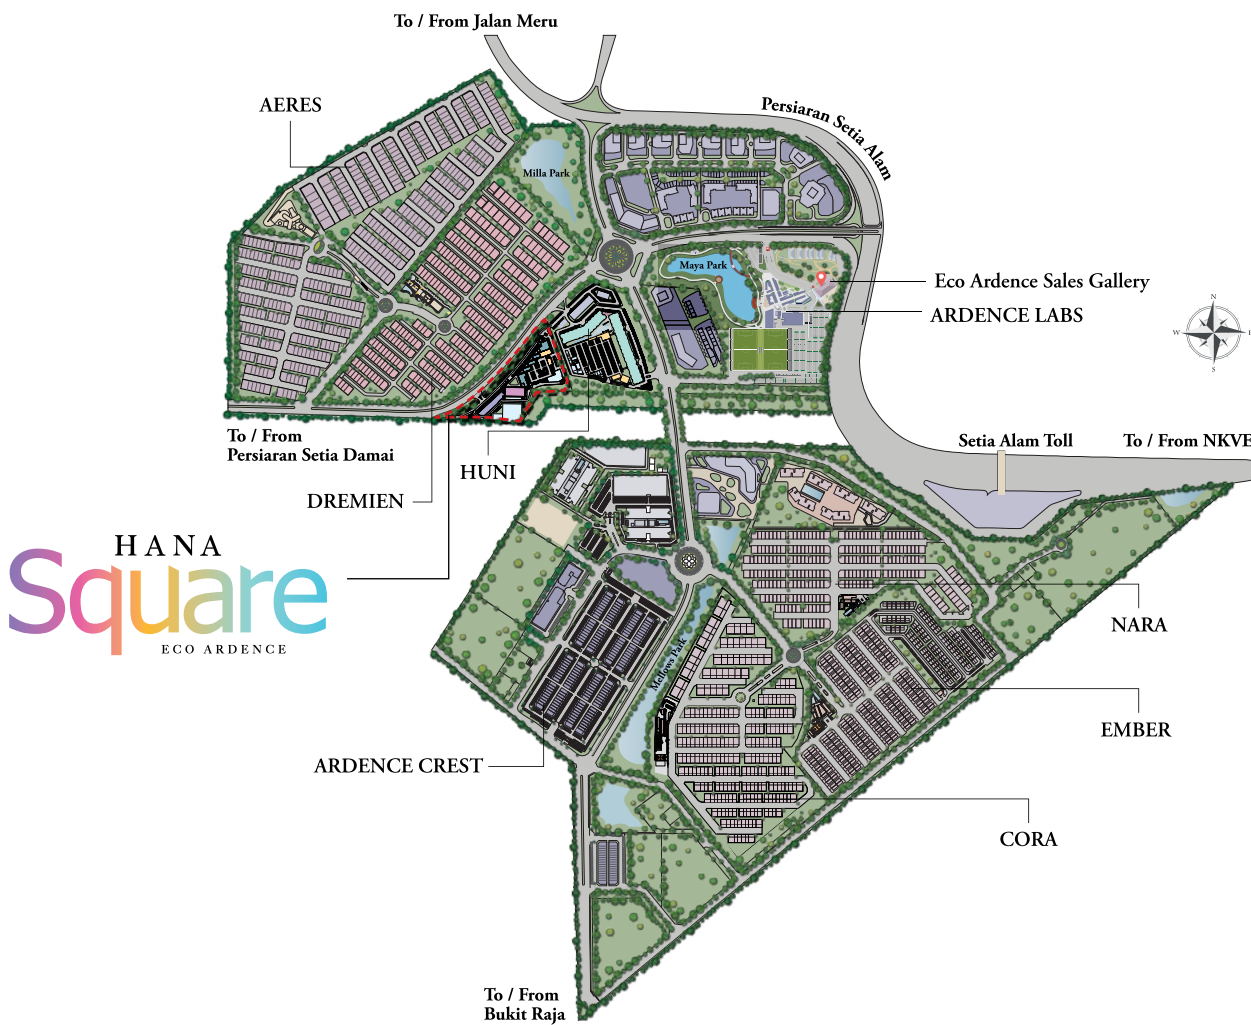 To / From Jalan Meru
AERES
Persiaran Setia Alam
Milla Park
Maya Park
Eco Ardence Sales Gallery
ARDENCE LABS
N
W
E
S
To / From
Persiaran Setia Damai
Setia Alam Toll
To / From NKVE
HUNI
DREMIEN
HANA
Square
ECO ARDENCE
NARA
Mellows Park
EMBER
ARDENCE CREST
CORA
To / From
Bukit Raja